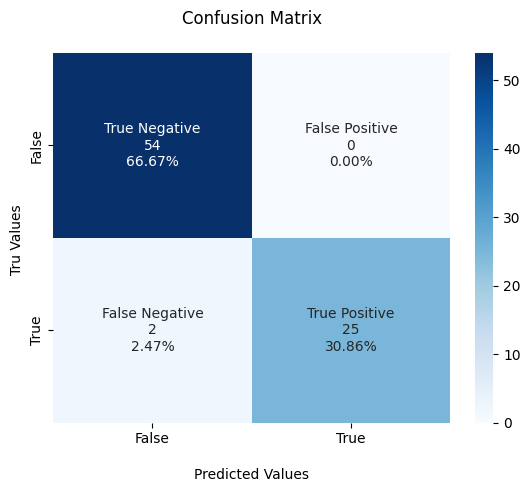 Confusion Matrix
True Negative
54
66.67%
False Positive
0
0.00%
False Negative
2
2.47%
True Positive
25
30.86%
False
True
Tru Values
False
True
Predicted Values
50
40
30
20
10
0